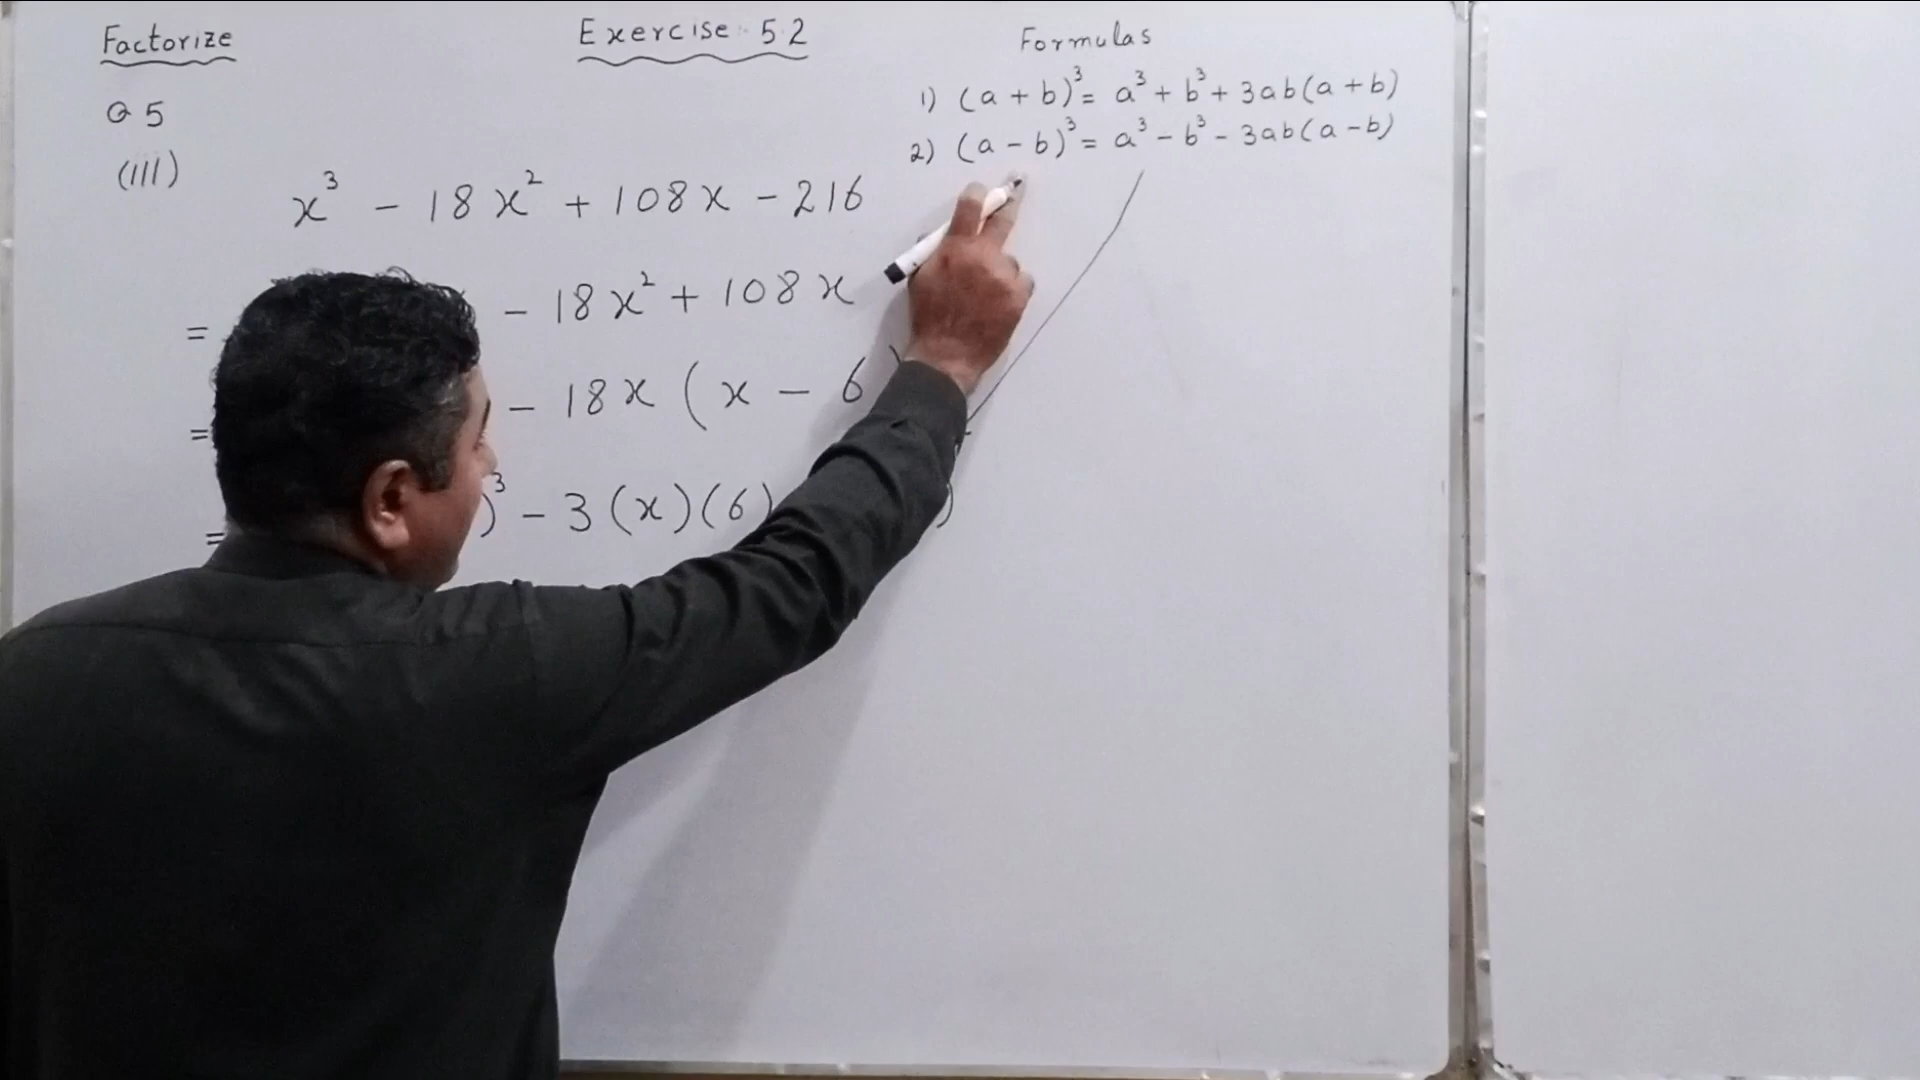 Factorize
Exercise 5.2
Formulas
Q 5
1) (a + b)³ = a³ + b³ + 3ab(a + b)
2) (a - b)³ = a³ - b³ - 3ab(a - b)
(III)
x³ - 18x² + 108x - 216
= - 18x² + 108x
= - 18x (x - 6)
= )³ - 3(x)(6) )